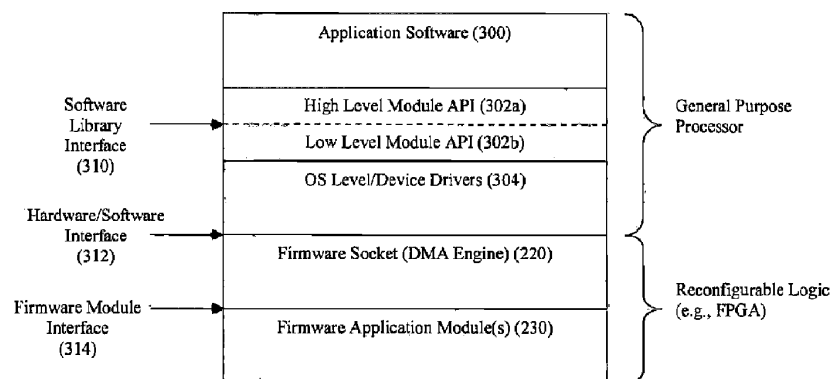 Application Software (300)
High Level Module API (302a)
Low Level Module API (302b)
OS Level/Device Drivers (304)
Firmware Socket (DMA Engine) (220)
Firmware Application Module(s) (230)
Software
Library
Interface
(310)
Hardware/Software
Interface
(312)
Firmware Module
Interface
(314)
General Purpose
Processor
Reconfigurable Logic
(e.g., FPGA)